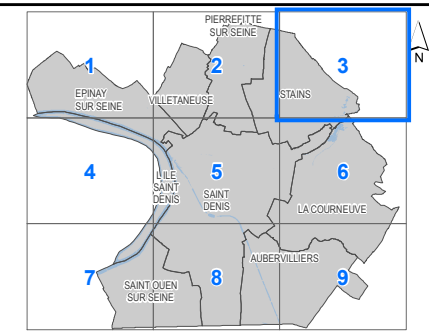 PIERREFITTE
SUR SEINE
1
2
3
N
EPINAY
SUR SEINE
VILLETANEUSE
STAINS
4
5
6
L ILE
SAINT
DENIS
SAINT
DENIS
LA COURNEUVE
AUBERVILLIERS
7
8
9
SAINT OUEN
SUR SEINE